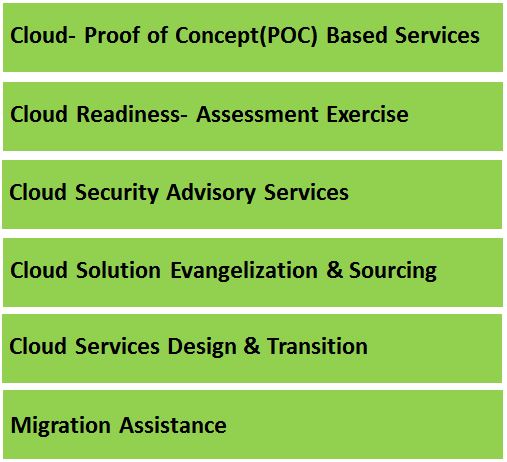 Cloud- Proof of Concept(POC) Based Services
Cloud Readiness- Assessment Exercise
Cloud Security Advisory Services
Cloud Solution Evangelization & Sourcing
Cloud Services Design & Transition
Migration Assistance